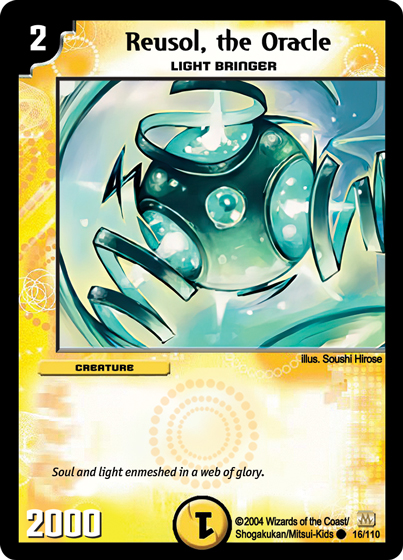 2
Reusol, the Oracle
LIGHT BRINGER
illus. Soushi Hirose
CREATURE
Soul and light enmeshed in a web of glory.
2000
1
©2004 Wizards of the Coast/
Shogakukan/Mitsui-Kids ● 16/110